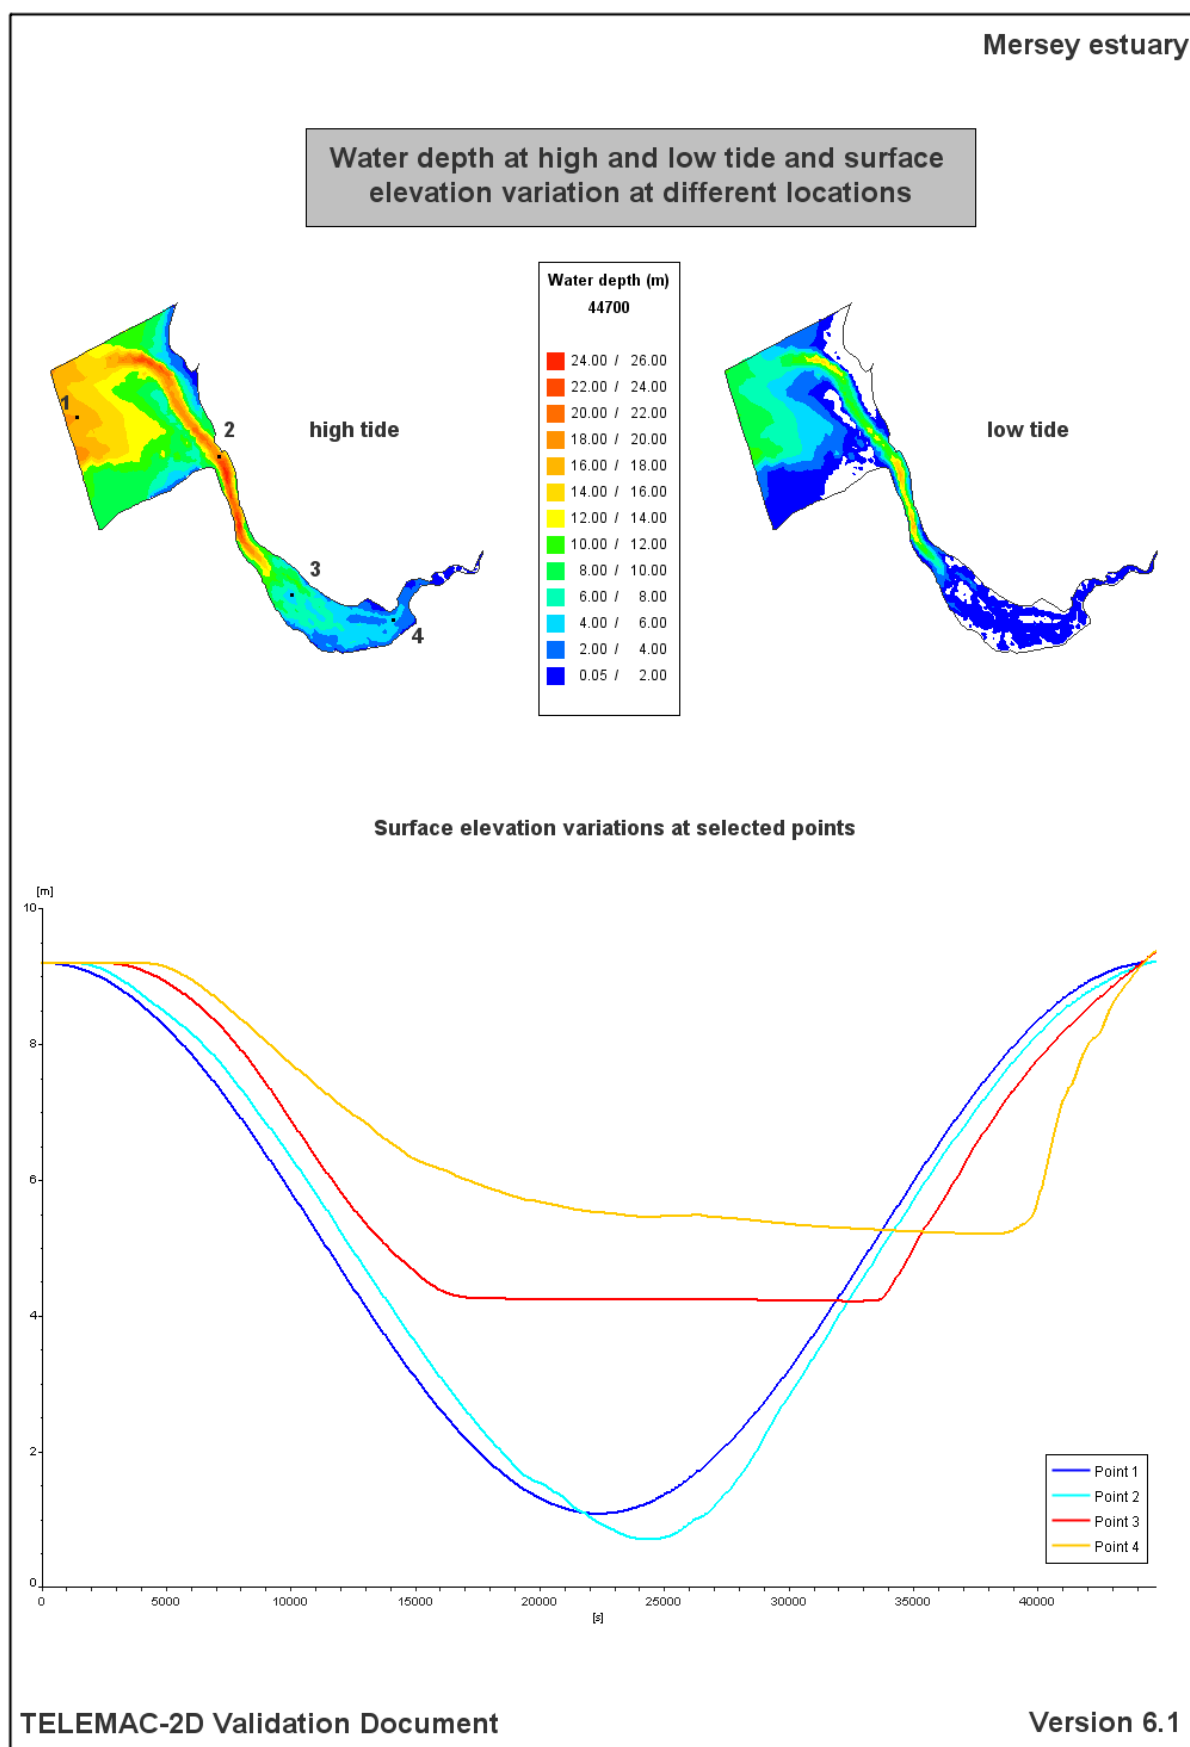 Mersey estuary
Water depth at high and low tide and surface
elevation variation at different locations
Water depth (m)
44700
24.00 / 26.00
22.00 / 24.00
20.00 / 22.00
18.00 / 20.00
16.00 / 18.00
14.00 / 16.00
12.00 / 14.00
10.00 / 12.00
8.00 / 10.00
6.00 / 8.00
4.00 / 6.00
2.00 / 4.00
0.05 / 2.00
1
2
high tide
3
4
low tide
Surface elevation variations at selected points
[m]
10
8
6
4
2
0
0 5000 10000 15000 20000 25000 30000 35000 40000
[s]
Point 1
Point 2
Point 3
Point 4
TELEMAC-2D Validation Document
Version 6.1